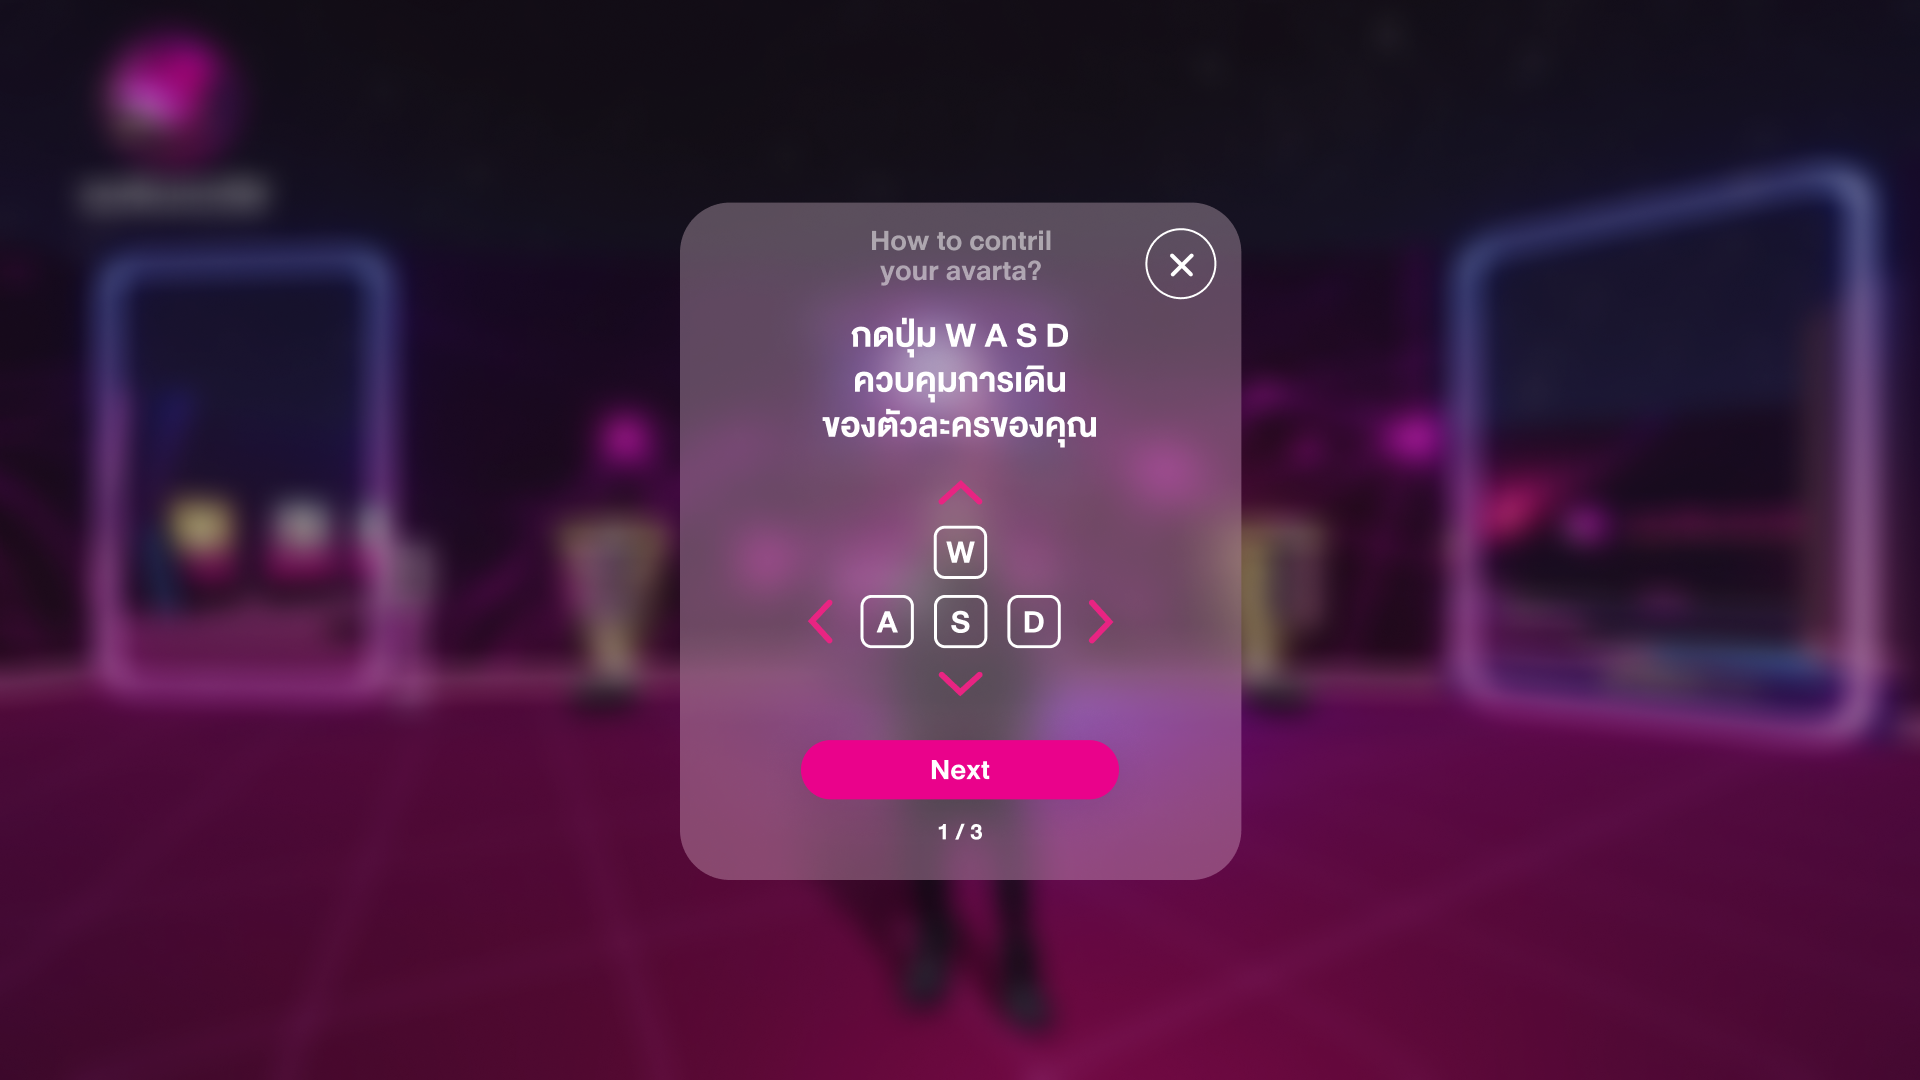 How to contril
your avarta?
กดปุ่ม W A S D
ควบคุมการเดิน
ของตัวละครของคุณ
W
A S D
Next
1 / 3